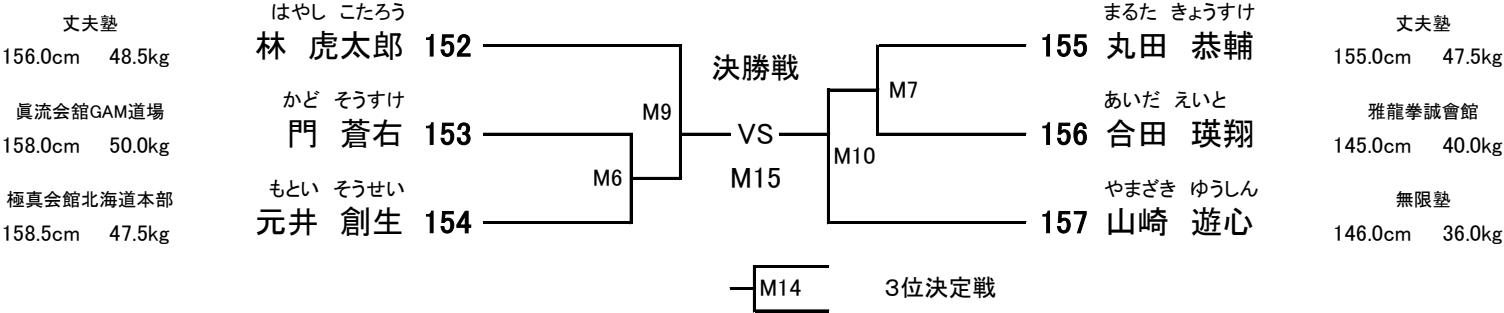 はやし こたろう
丈夫塾
林 虎太郎 152
156.0cm 48.5kg
かど そうすけ
眞流会舘GAM道場
門 蒼右 153
158.0cm 50.0kg
もとい そうせい
極真会館北海道本部
元井 創生 154
158.5cm 47.5kg
M9
M6
決勝戦
VS
M15
M7
M10
まるた きょうすけ
丈夫塾
155 丸田 恭輔
155.0cm 47.5kg
あいだ えいと
雅龍拳誠會館
156 合田 瑛翔
145.0cm 40.0kg
やまざき ゆうしん
無限塾
157 山崎 遊心
146.0cm 36.0kg
M14 3位決定戦